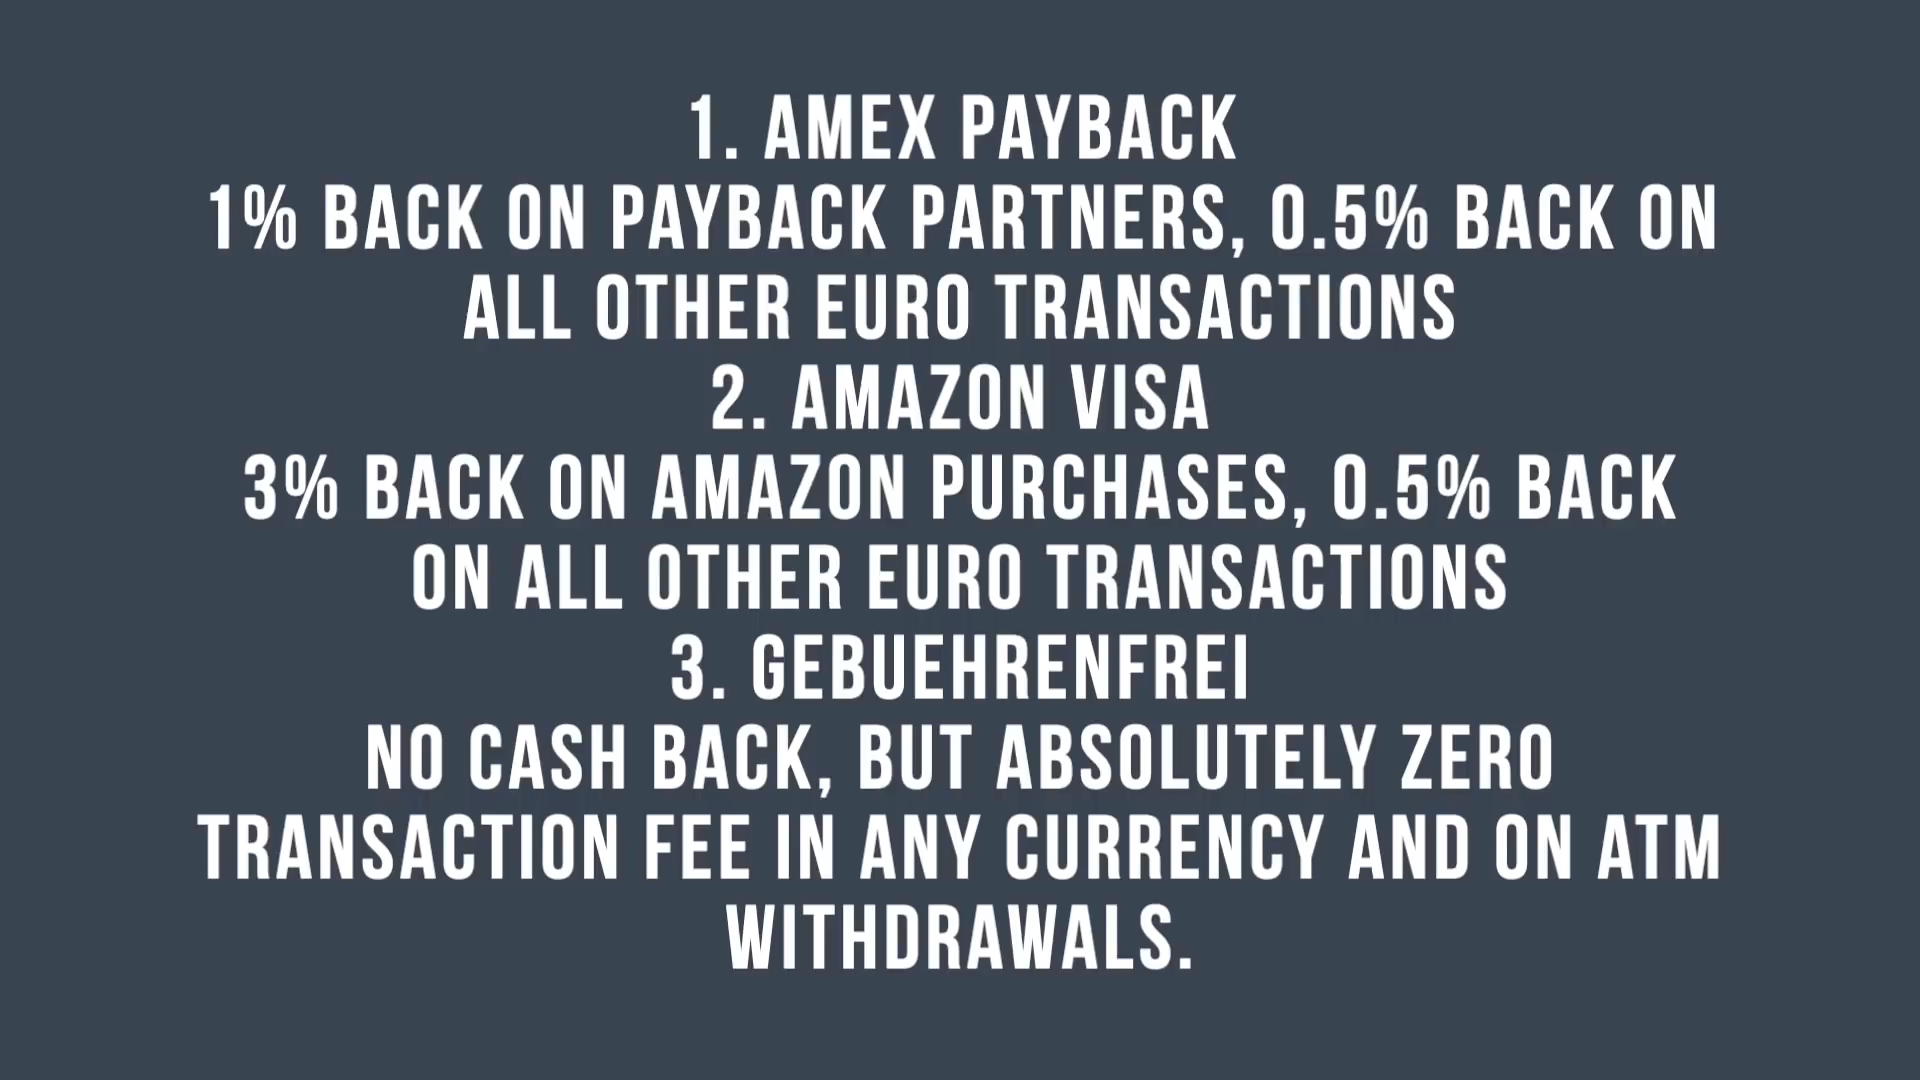 1. AMEX PAYBACK
1% BACK ON PAYBACK PARTNERS, 0.5% BACK ON
ALL OTHER EURO TRANSACTIONS
2. AMAZON VISA
3% BACK ON AMAZON PURCHASES, 0.5% BACK
ON ALL OTHER EURO TRANSACTIONS
3. GEBUEHRENFREI
NO CASH BACK, BUT ABSOLUTELY ZERO
TRANSACTION FEE IN ANY CURRENCY AND ON ATM
WITHDRAWALS.